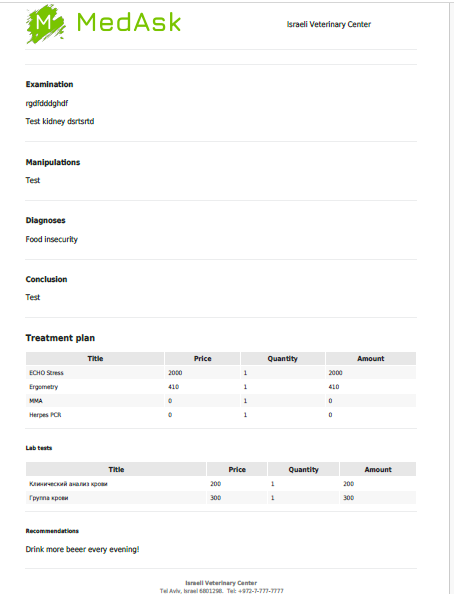 M MedAsk
Israeli Veterinary Center
Examination
rgdfdddghdf
Test kidney dsrtsrtd
Manipulations
Test
Diagnoses
Food insecurity
Conclusion
Test
Treatment plan
Title Price Quantity Amount
ECHO Stress 2000 1 2000
Ergometry 410 1 410
MMA 0 1 0
Herpes PCR 0 1 0
Lab tests
Title Price Quantity Amount
Клинический анализ крови 200 1 200
Группа крови 300 1 300
Recommendations
Drink more beeer every evening!
Israeli Veterinary Center
Tel Aviv, Israel 6801298, Tel: +972-7-777-7777